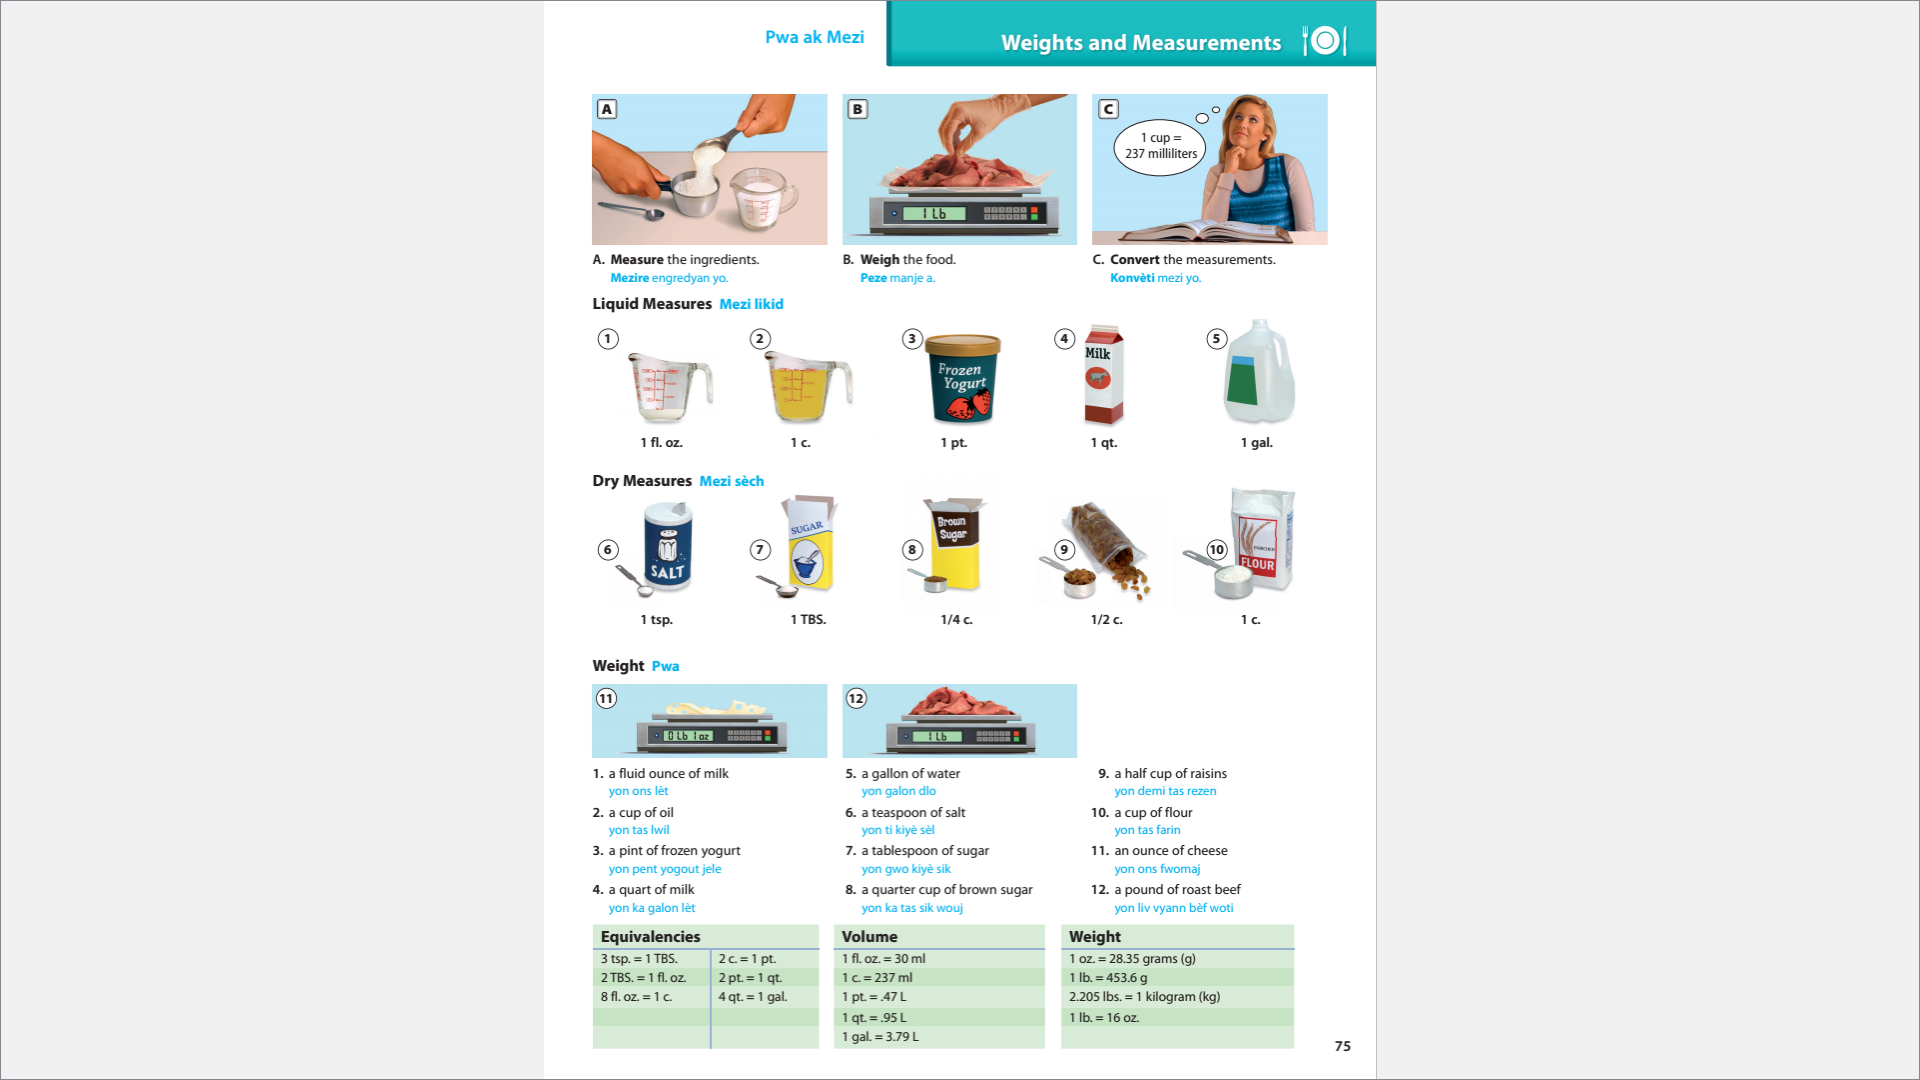 Pwa ak Mezi
Weights and Measurements
A
B
1 Lb
C
1 cup =
237 milliliters
A. Measure the ingredients.
Mezire engredyan yo.
B. Weigh the food.
Peze manje a.
C. Convert the measurements.
Konvèti mezi yo.
Liquid Measures Mezi likid
1
2
3
Frozen
Yogurt
4
Milk
5
1 fl. oz.
1 c.
1 pt.
1 qt.
1 gal.
Dry Measures Mezi sèch
6
SALT
7
SUGAR
8
Brown
Sugar
9
10
ENRICHED
FLOUR
1 tsp.
1 TBS.
1/4 c.
1/2 c.
1 c.
Weight Pwa
11
0 Lb 1 oz
12
1 Lb
1. a fluid ounce of milk
yon ons lèt
2. a cup of oil
yon tas lwil
3. a pint of frozen yogurt
yon pent yogout jele
4. a quart of milk
yon ka galon lèt
5. a gallon of water
yon galon dlo
6. a teaspoon of salt
yon ti kiyè sèl
7. a tablespoon of sugar
yon gwo kiyè sik
8. a quarter cup of brown sugar
yon ka tas sik wouj
9. a half cup of raisins
yon demi tas rezen
10. a cup of flour
yon tas farin
11. an ounce of cheese
yon ons fwomaj
12. a pound of roast beef
yon liv vyann bèf woti
Equivalencies
3 tsp. = 1 TBS.
2 TBS. = 1 fl. oz.
8 fl. oz. = 1 c.
2 c. = 1 pt.
2 pt. = 1 qt.
4 qt. = 1 gal.
Volume
1 fl. oz. = 30 ml
1 c. = 237 ml
1 pt. = .47 L
1 qt. = .95 L
1 gal. = 3.79 L
Weight
1 oz. = 28.35 grams (g)
1 lb. = 453.6 g
2.205 lbs. = 1 kilogram (kg)
1 lb. = 16 oz.
75